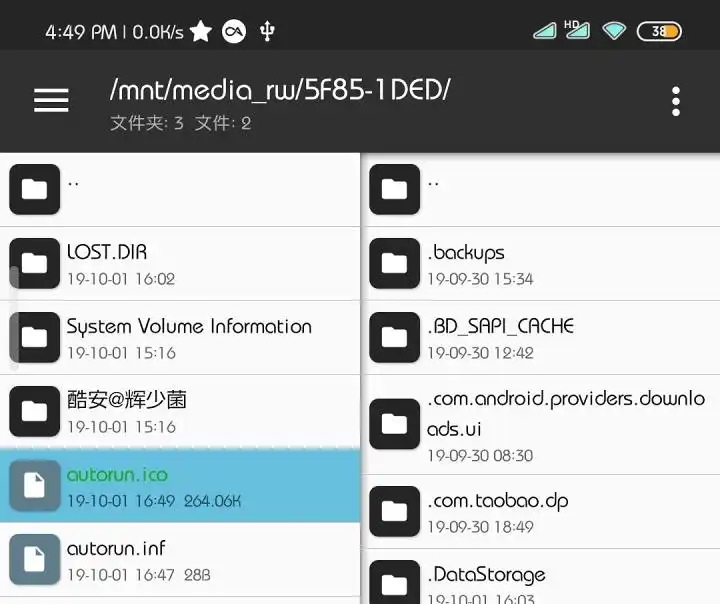 4:49 PM | 0.0K/s
HD
38
/mnt/media_rw/5F85-1DED/
文件夹: 3 文件: 2
..
LOST.DIR
19-10-01 16:02
System Volume Information
19-10-01 15:16
酷安@辉少菌
19-10-01 15:16
autorun.ico
19-10-01 16:49 264.06K
autorun.inf
19-10-01 16:47 28B
..
.backups
19-09-30 15:34
.BD_SAPI_CACHE
19-09-30 12:42
.com.android.providers.downlo
ads.ui
19-09-30 08:30
.com.taobao.dp
19-09-30 18:49
.DataStorage
19-10-01 16:03